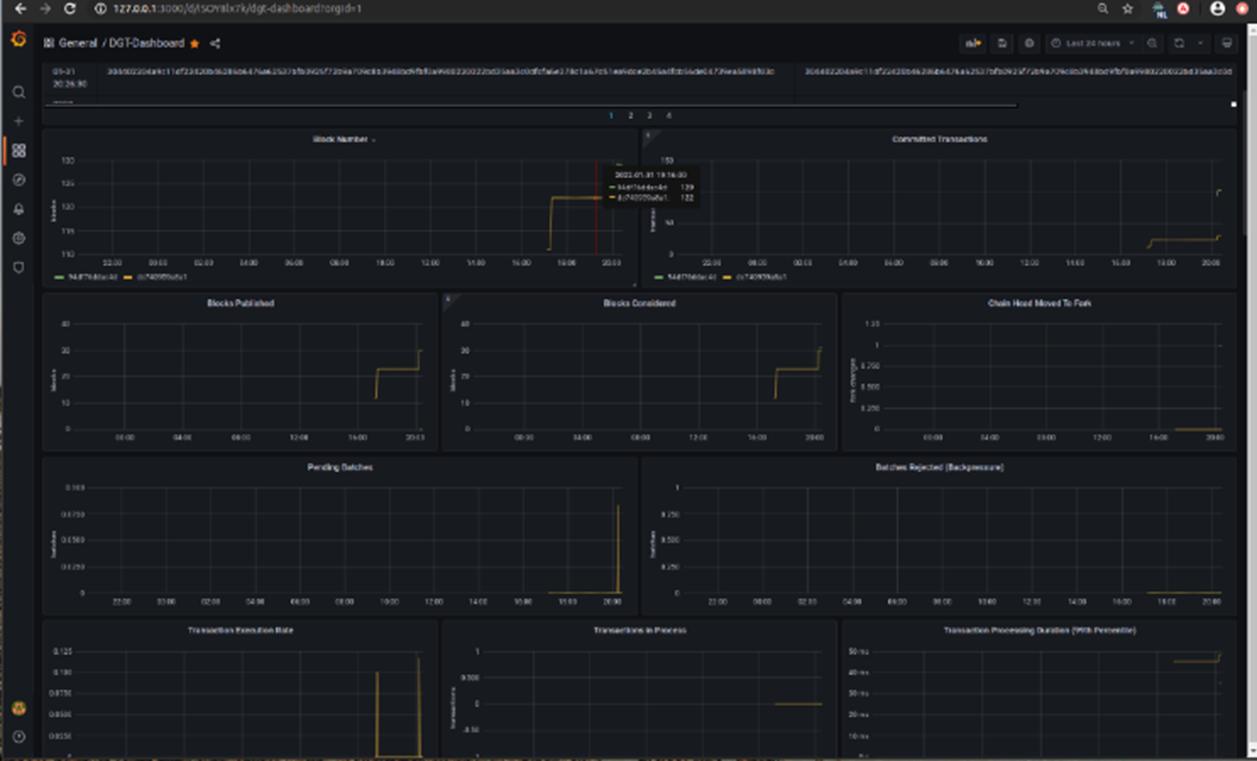 127.0.0.1:3000/d/
dgt-dashboard?orgId=1
General / DGT-Dashboard
Last 24 hours
01-31
20:26:30
1 2 3 4
Block Number
130
125
120
115
110
blocks
22:00 00:00 02:00 04:00 06:00 08:00 10:00 12:00 14:00 16:00 18:00 20:00
2022-01-31 19:16:00
129
122
Committed Transactions
150
50
0
22:00 00:00 02:00 04:00 06:00 08:00 10:00 12:00 14:00 16:00 18:00 20:00
Blocks Published
40
30
20
10
0
blocks
00:00 04:00 08:00 12:00 16:00 20:00
Blocks Considered
40
30
20
10
0
blocks
00:00 04:00 08:00 12:00 16:00 20:00
Chain Head Moved To Fork
1.25
1
0.750
0.500
0.250
0
fork changes
00:00 04:00 08:00 12:00 16:00 20:00
Pending Batches
0.100
0.0750
0.0500
0.0250
0
batches
22:00 00:00 02:00 04:00 06:00 08:00 10:00 12:00 14:00 16:00 18:00 20:00
Batches Rejected (Backpressure)
1
0.750
0.500
0.250
0
batches
22:00 00:00 02:00 04:00 06:00 08:00 10:00 12:00 14:00 16:00 18:00 20:00
Transaction Execution Rate
0.125
0.100
0.0750
0.0500
0.0250
0
Transactions in Process
1
0.500
0
-0.50
-1
transactions
Transaction Processing Duration (With Percentile)
50 ms
40 ms
30 ms
20 ms
10 ms
0 ms